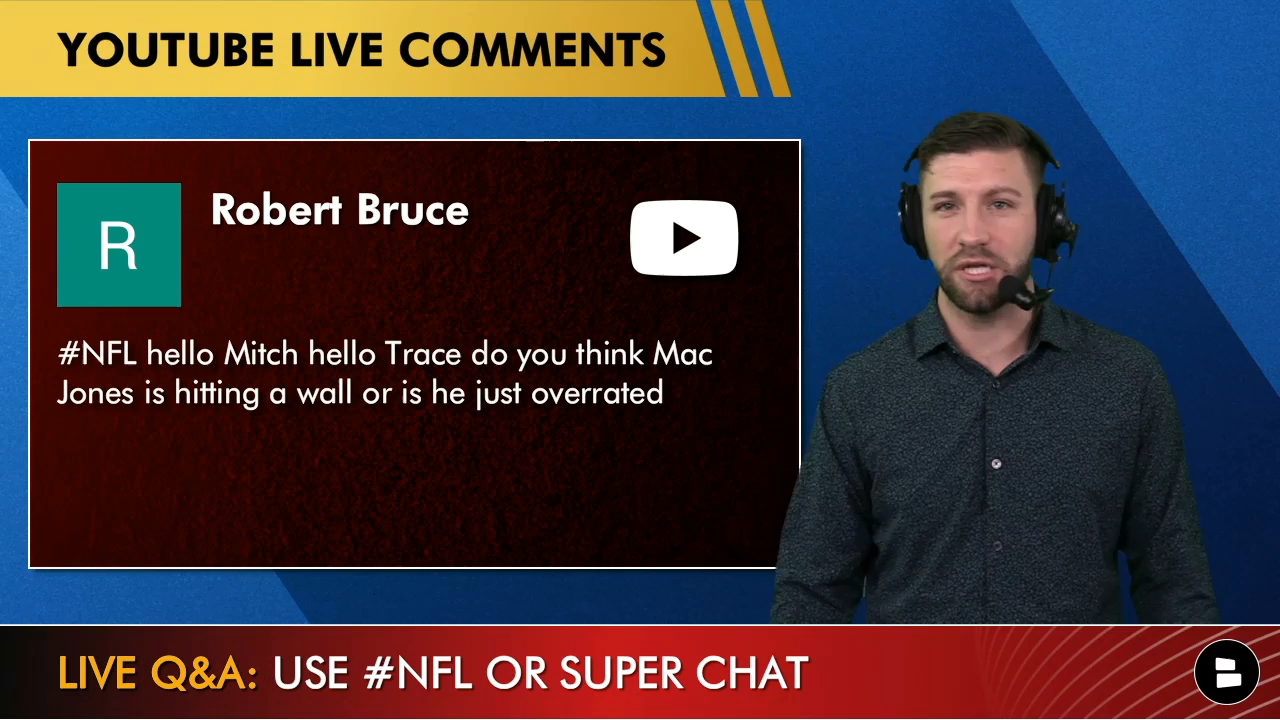 YOUTUBE LIVE COMMENTS
R
Robert Bruce
#NFL hello Mitch hello Trace do you think Mac
Jones is hitting a wall or is he just overrated
LIVE Q&A: USE #NFL OR SUPER CHAT